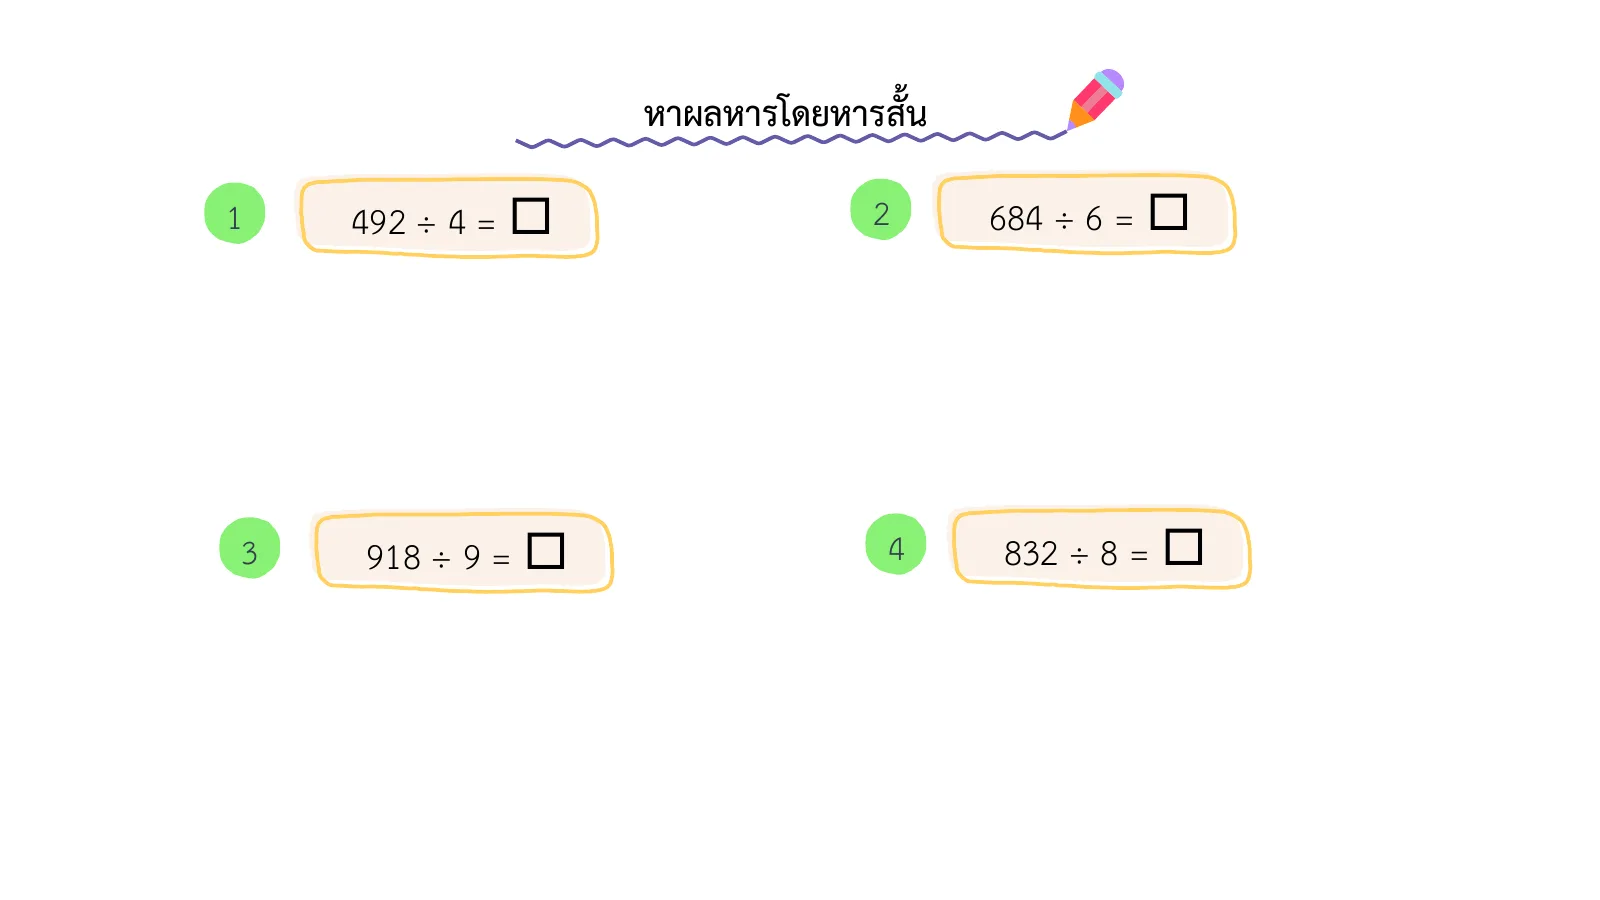 หาผลหารโดยหารสั้น
1 492 ÷ 4 = □
2 684 ÷ 6 = □
3 918 ÷ 9 = □
4 832 ÷ 8 = □